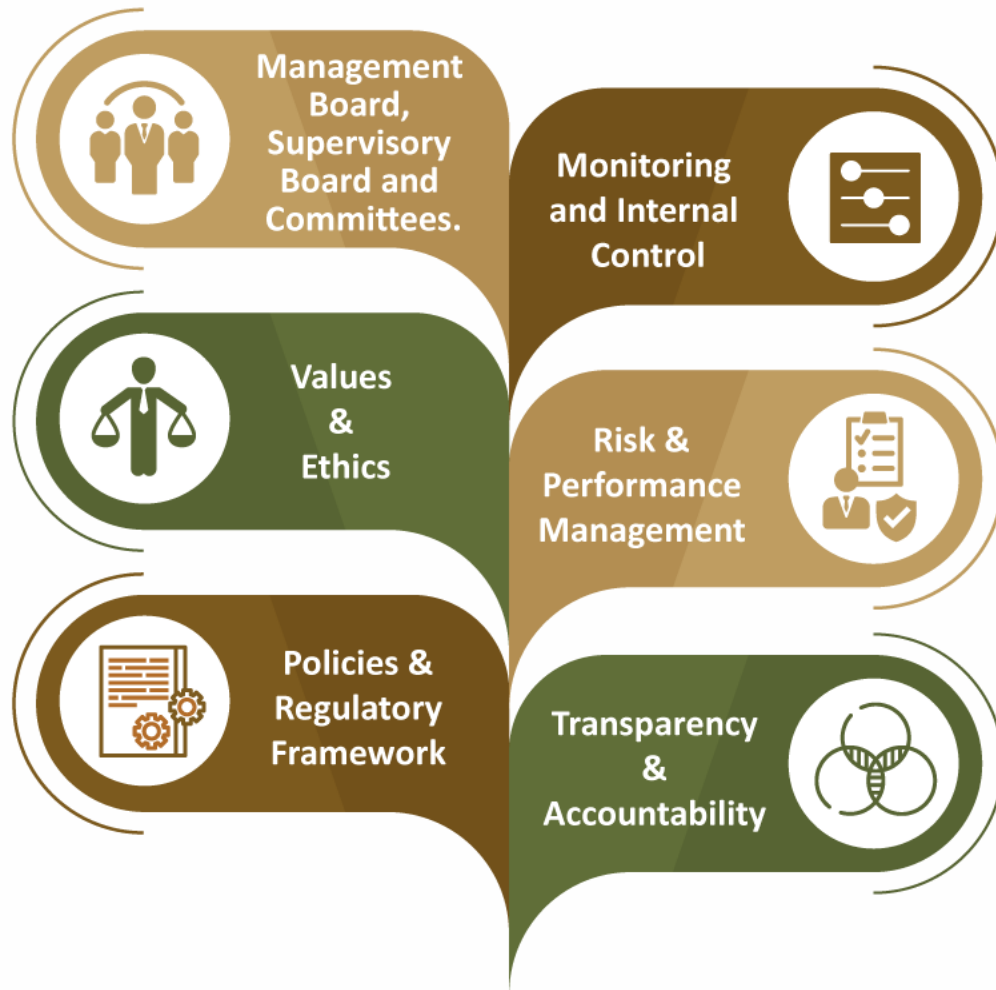 Management
Board,
Supervisory
Board and
Committees.
Monitoring
and Internal
Control
Values
&
Ethics
Risk &
Performance
Management
Policies &
Regulatory
Framework
Transparency
&
Accountability